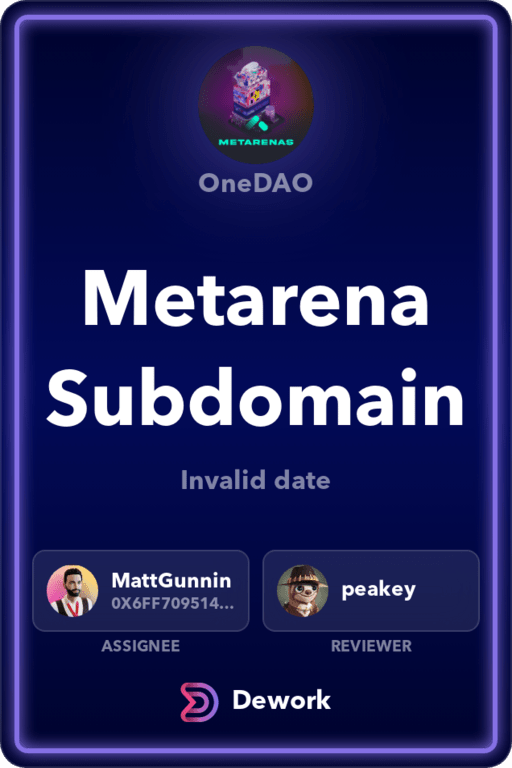 METARENAS
OneDAO
Metarena
Subdomain
Invalid date
MattGunnin
0X6FF709514...
peakey
ASSIGNEE
REVIEWER
Dework